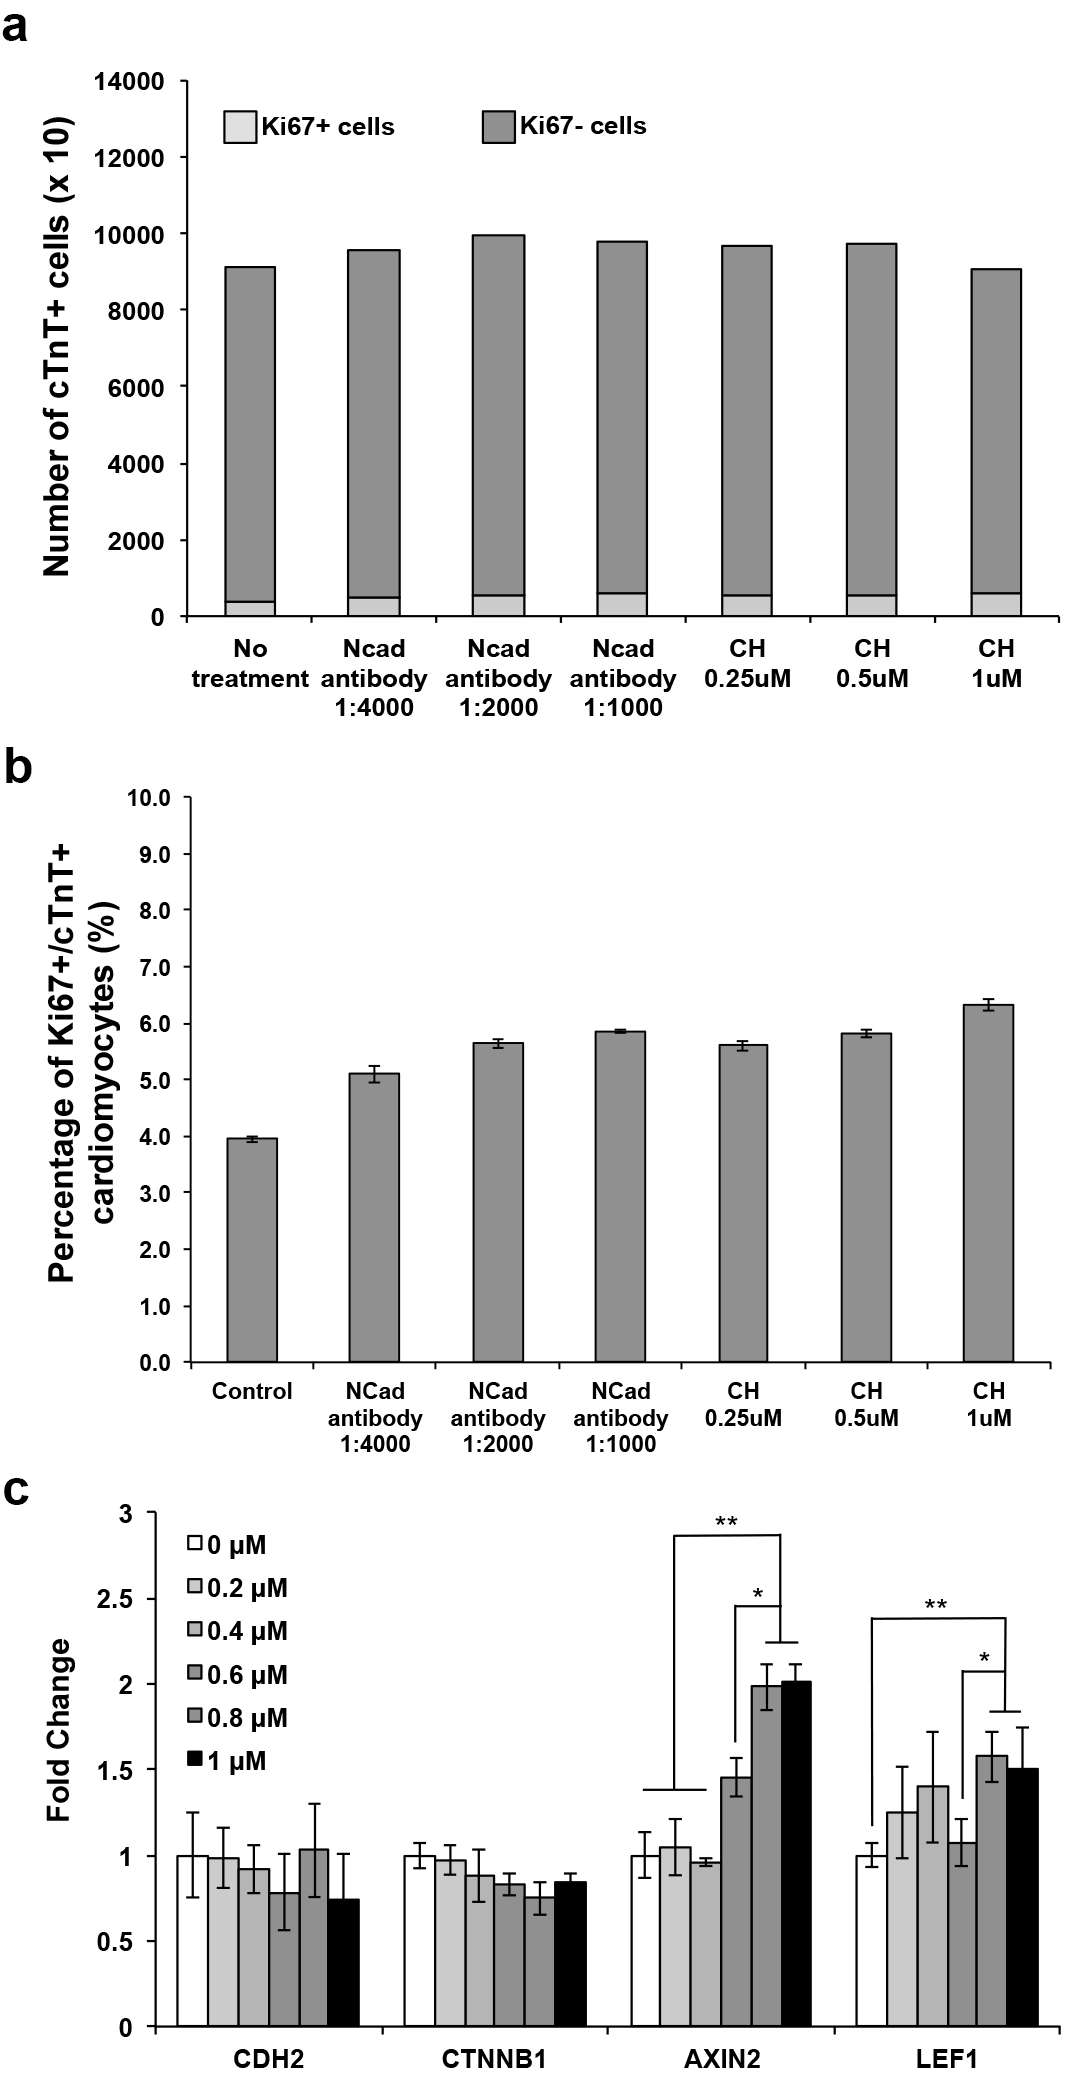 a
Number of cTnT+ cells (x 10)
14000
12000
10000
8000
6000
4000
2000
0
Ki67+ cells
Ki67- cells
No
treatment
Ncad
antibody
1:4000
Ncad
antibody
1:2000
Ncad
antibody
1:1000
CH
0.25uM
CH
0.5uM
CH
1uM
b
Percentage of Ki67+/cTnT+
cardiomyocytes (%)
10.0
9.0
8.0
7.0
6.0
5.0
4.0
3.0
2.0
1.0
0.0
Control
NCad
antibody
1:4000
NCad
antibody
1:2000
NCad
antibody
1:1000
CH
0.25uM
CH
0.5uM
CH
1uM
c
Fold Change
3
2.5
2
1.5
1
0.5
0
0 µM
0.2 µM
0.4 µM
0.6 µM
0.8 µM
1 µM
**
*
**
*
CDH2
CTNNB1
AXIN2
LEF1